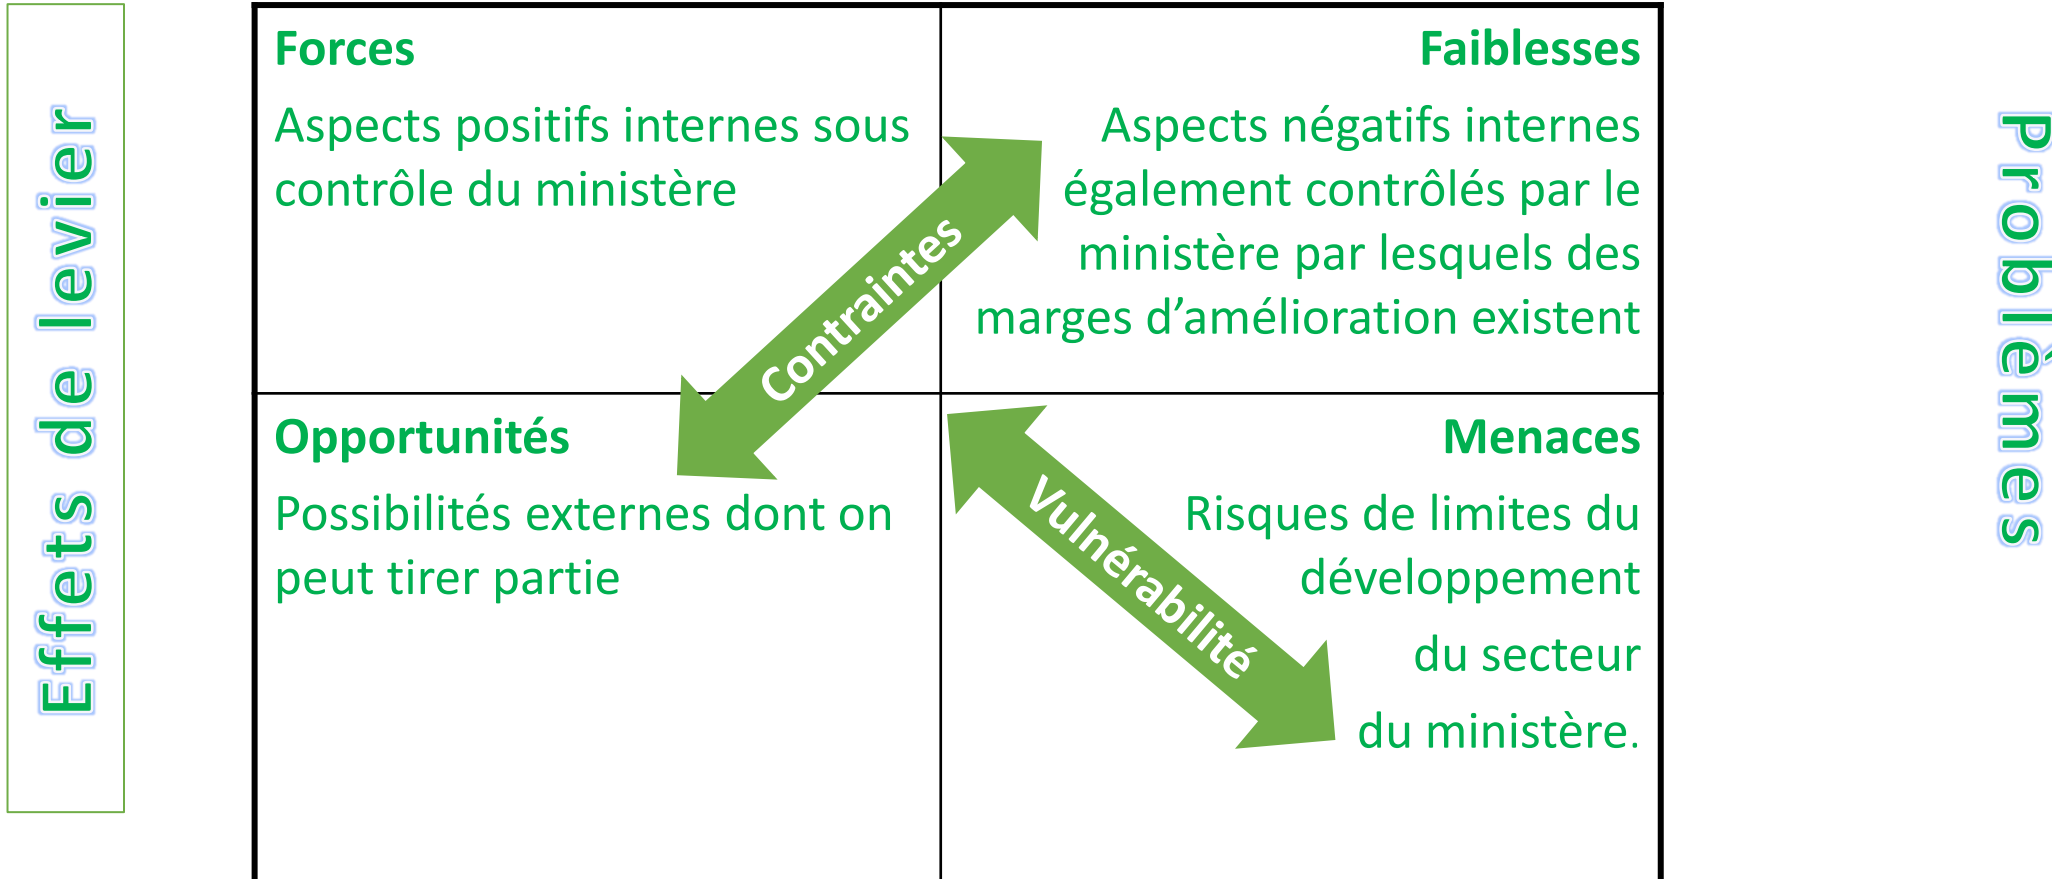 Effets de levier
Forces
Aspects positifs internes sous
contrôle du ministère
Faiblesses
Aspects négatifs internes
également contrôlés par le
ministère par lesquels des
marges d’amélioration existent
Contraintes
Opportunités
Possibilités externes dont on
peut tirer partie
Menaces
Risques de limites du
développement
du secteur
du ministère.
Vulnérabilité
Problèmes